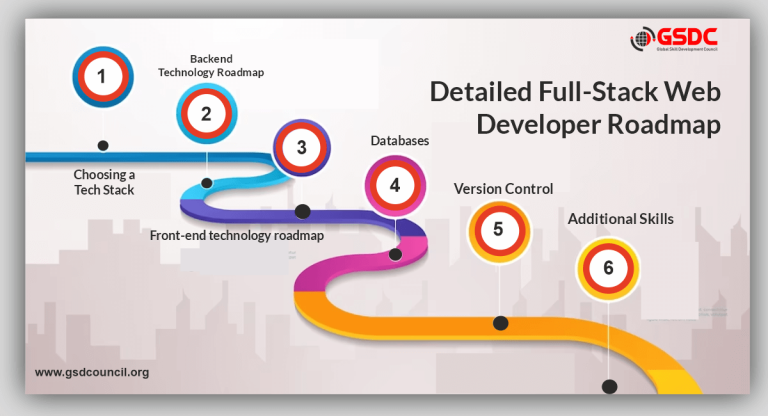 GSDC
Global Skill Development Council
Detailed Full-Stack Web
Developer Roadmap
1
Choosing a
Tech Stack
Backend
Technology Roadmap
2
3
Front-end technology roadmap
Databases
4
Version Control
5
Additional Skills
6
www.gsdcouncil.org